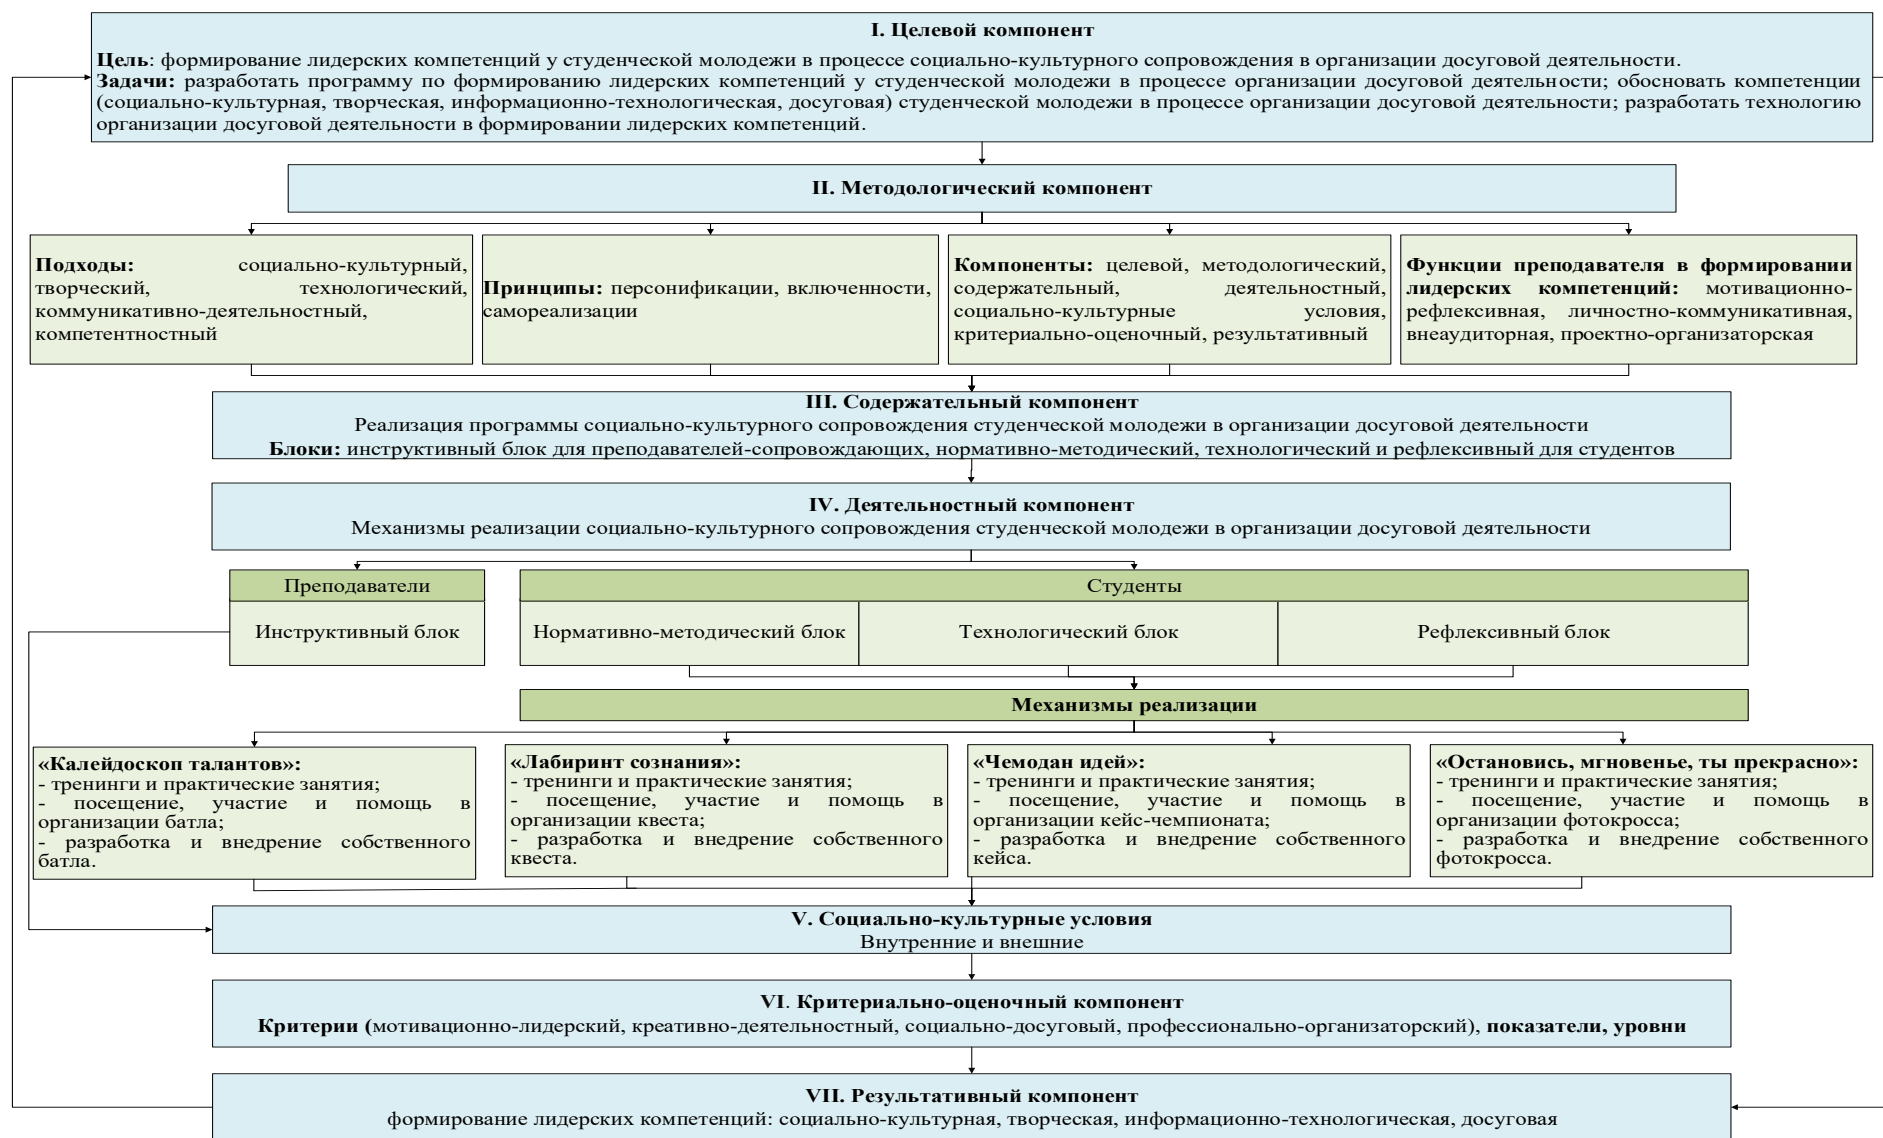 I. Целевой компонент
Цель: формирование лидерских компетенций у студенческой молодежи в процессе социально-культурного сопровождения в организации досуговой деятельности.
Задачи: разработать программу по формированию лидерских компетенций у студенческой молодежи в процессе организации досуговой деятельности; обосновать компетенции
(социально-культурная, творческая, информационно-технологическая, досуговая) студенческой молодежи в процессе организации досуговой деятельности; разработать технологию
организации досуговой деятельности в формировании лидерских компетенций.
II. Методологический компонент
Подходы: социально-культурный,
творческий, технологический,
коммуникативно-деятельностный,
компетентностный
Принципы: персонификации, включенности,
самореализации
Компоненты: целевой, методологический,
содержательный, деятельностный,
социально-культурные условия,
критериально-оценочный, результативный
Функции преподавателя в формировании
лидерских компетенций: мотивационно-
рефлексивная, личностно-коммуникативная,
внеаудиторная, проектно-организаторская
III. Содержательный компонент
Реализация программы социально-культурного сопровождения студенческой молодежи в организации досуговой деятельности
Блоки: инструктивный блок для преподавателей-сопровождающих, нормативно-методический, технологический и рефлексивный для студентов
IV. Деятельностный компонент
Механизмы реализации социально-культурного сопровождения студенческой молодежи в организации досуговой деятельности
Преподаватели
Инструктивный блок
Студенты
Нормативно-методический блок
Технологический блок
Рефлексивный блок
Механизмы реализации
«Калейдоскоп талантов»:
- тренинги и практические занятия;
- посещение, участие и помощь в
организации батла;
- разработка и внедрение собственного
батла.
«Лабиринт сознания»:
- тренинги и практические занятия;
- посещение, участие и помощь в
организации квеста;
- разработка и внедрение собственного
квеста.
«Чемодан идей»:
- тренинги и практические занятия;
- посещение, участие и помощь в
организации кейс-чемпионата;
- разработка и внедрение собственного
кейса.
«Остановись, мгновенье, ты прекрасно»:
- тренинги и практические занятия;
- посещение, участие и помощь в
организации фотокросса;
- разработка и внедрение собственного
фотокросса.
V. Социально-культурные условия
Внутренние и внешние
VI. Критериально-оценочный компонент
Критерии (мотивационно-лидерский, креативно-деятельностный, социально-досуговый, профессионально-организаторский), показатели, уровни
VII. Результативный компонент
формирование лидерских компетенций: социально-культурная, творческая, информационно-технологическая, досуговая